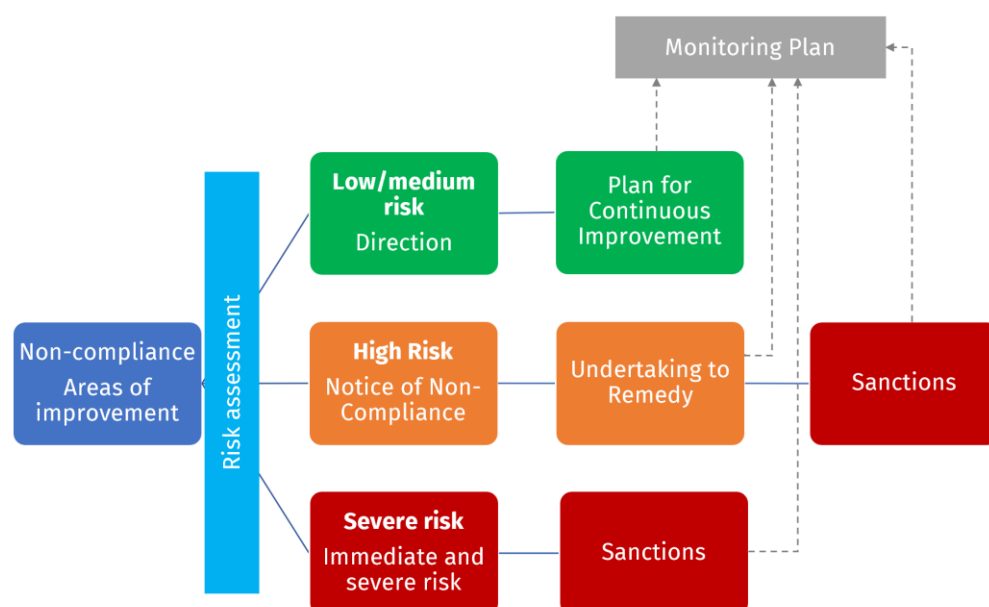 Monitoring Plan
Low/medium
risk
Direction
Plan for
Continuous
Improvement
Risk assessment
Non-compliance
Areas of
improvement
High Risk
Notice of Non-
Compliance
Undertaking to
Remedy
Sanctions
Severe risk
Immediate and
severe risk
Sanctions